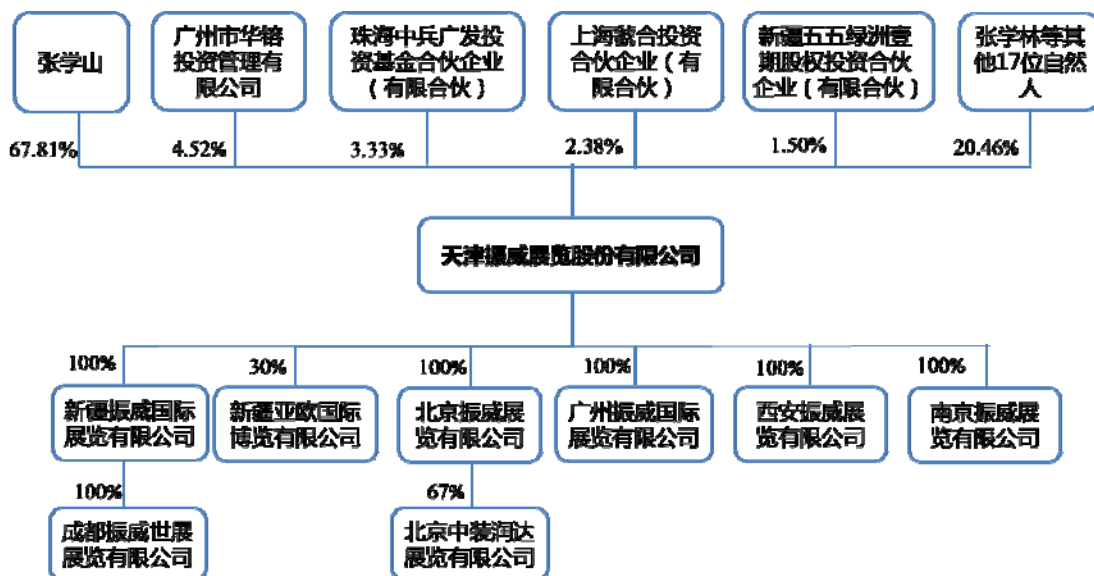 张学山
广州市华镕
投资管理有
限公司
珠海中兵广发投
资基金合伙企业
（有限合伙）
上海
合投资
合伙企业（有
限合伙）
新疆五五绿洲壹
期股权投资合伙
企业（有限合伙）
张学林等其
他17位自然
人
67.81%
4.52%
3.33%
2.38%
1.50%
20.46%
天津振威展览股份有限公司
100%
30%
100%
100%
100%
100%
新疆振威国际
展览有限公司
新疆亚欧国际
博览有限公司
北京振威展
览有限公司
广州振威国际
展览有限公司
西安振威展
览有限公司
南京振威展
览有限公司
100%
67%
成都振威世展
展览有限公司
北京中装润达
展览有限公司